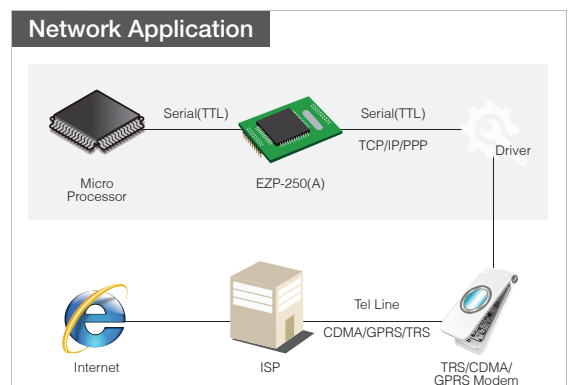 Network Application
Serial(TTL)
Serial(TTL)
TCP/IP/PPP
Driver
Micro
Processor
EZP-250(A)
Tel Line
CDMA/GPRS/TRS
Internet
ISP
TRS/CDMA/
GPRS Modem